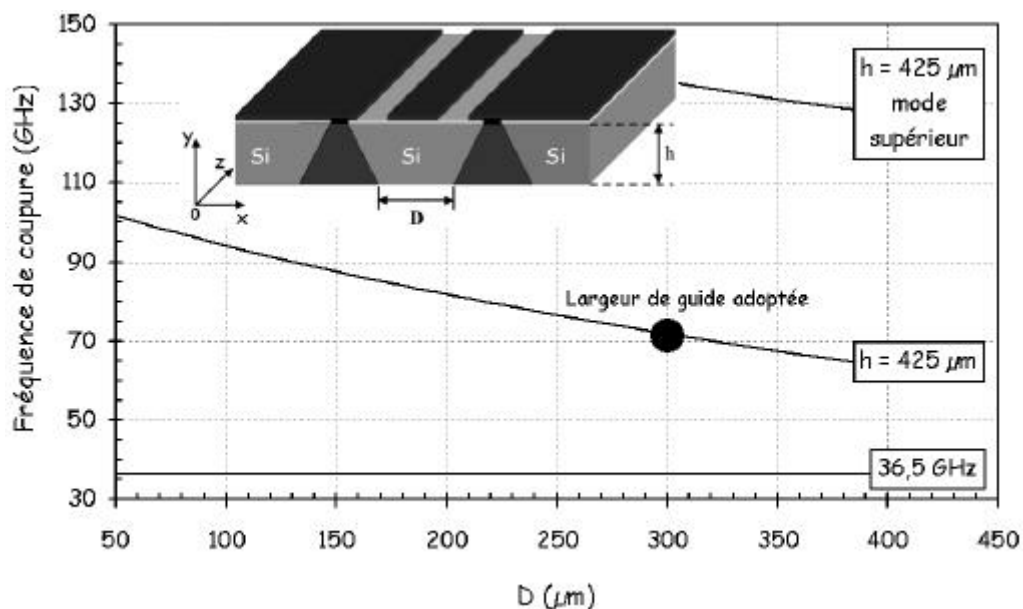 Fréquence de coupure (GHz)
150
130
110
90
70
50
30
50
100
150
200
250
300
350
400
450
D (µm)
y
z
x
0
Si
Si
Si
h
D
h = 425 µm
mode
supérieur
Largeur de guide adoptée
h = 425 µm
36,5 GHz